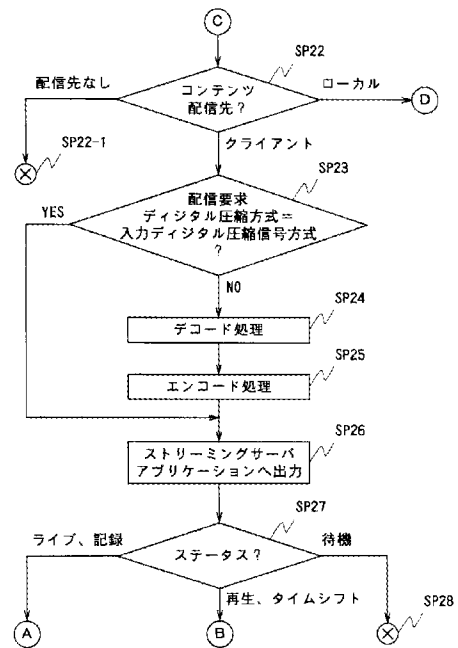 C
SP22
配信先なし
コンテンツ
配信先?
ローカル
D
SP22-1
クライアント
SP23
YES
配信要求
ディジタル圧縮方式=
入力ディジタル圧縮信号方式
?
NO
SP24
デコード処理
SP25
エンコード処理
SP26
ストリーミングサーバ
アプリケーションへ出力
SP27
ライブ、記録
ステータス?
待機
再生、タイムシフト
SP28
A
B